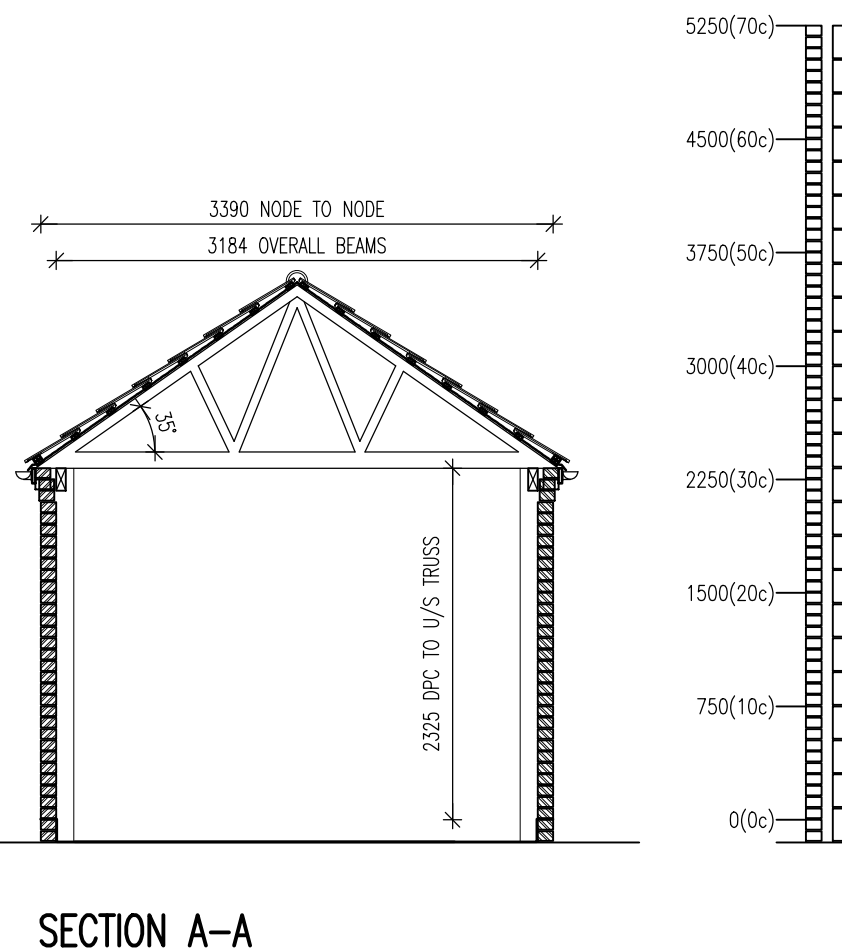 5250(70c)
4500(60c)
3390 NODE TO NODE
3184 OVERALL BEAMS
3750(50c)
3000(40c)
35°
2250(30c)
2325 DPC TO U/S TRUSS
1500(20c)
750(10c)
0(0c)
SECTION A-A